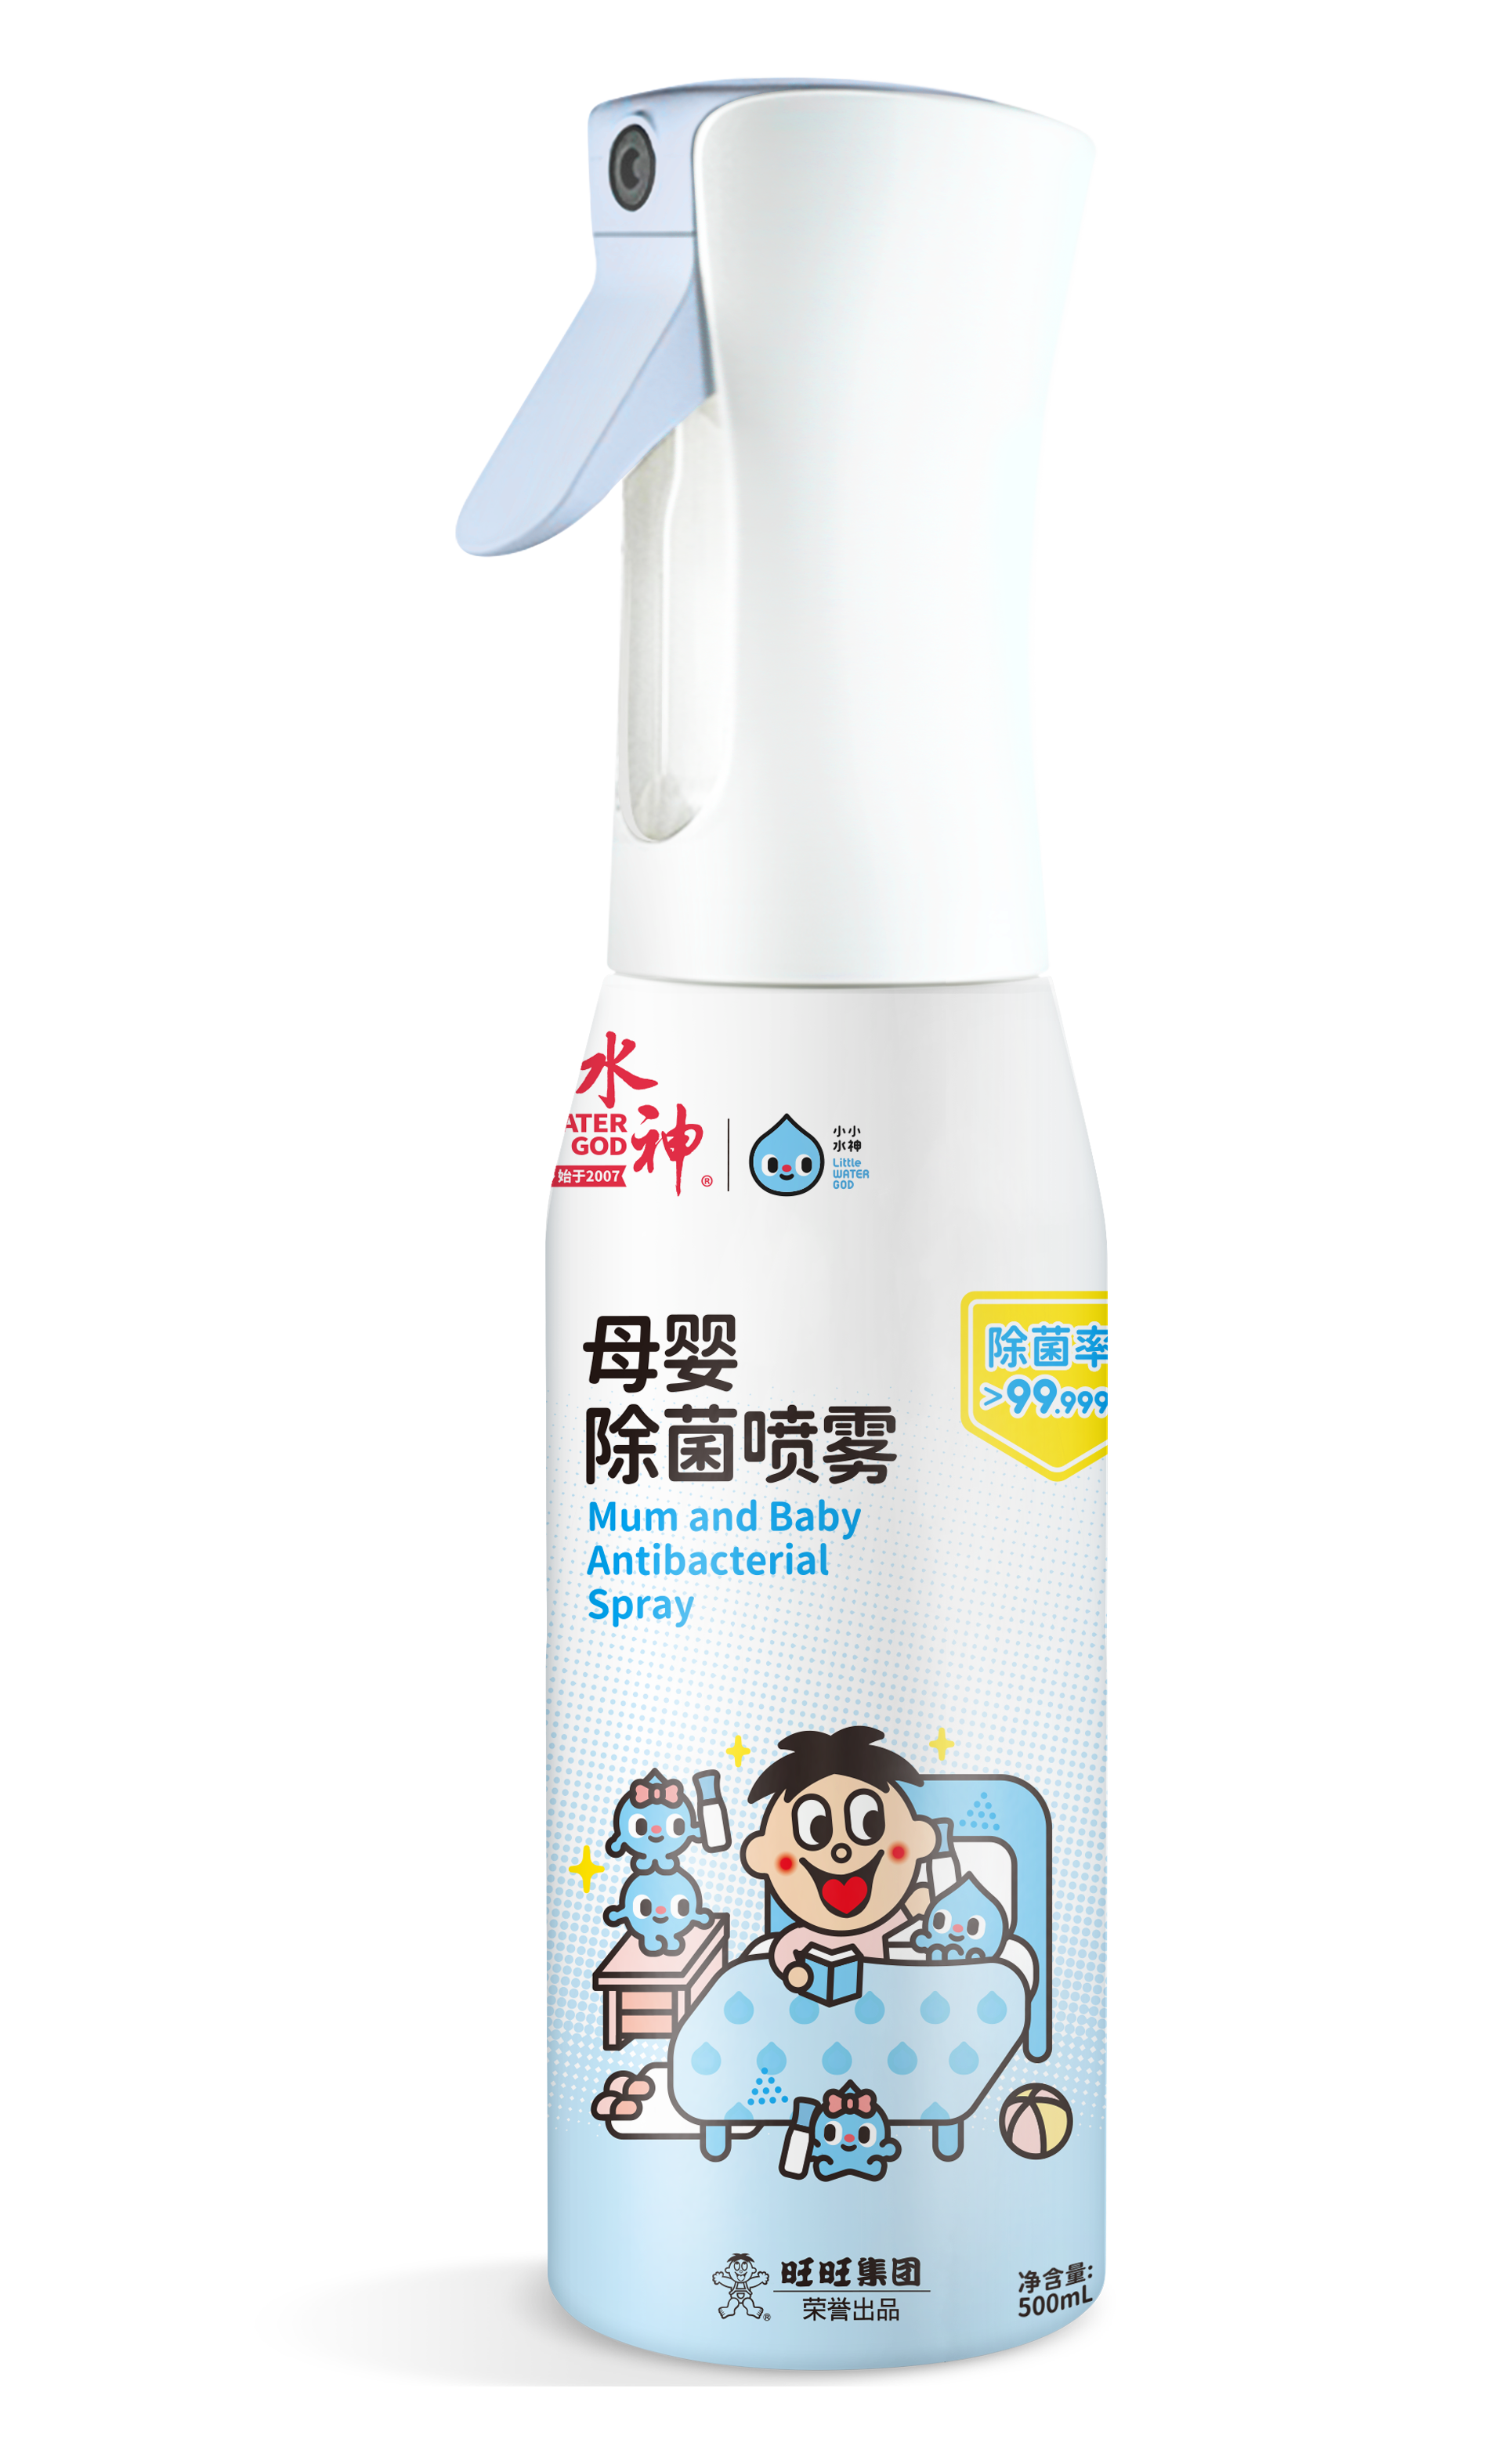 水
神
ATER
GOD
始于2007
®
小小
水神
Little
WATER
GOD
母婴
除菌喷雾
Mum and Baby
Antibacterial
Spray
除菌率
>99.999
旺旺集团
荣誉出品
®
净含量:
500mL